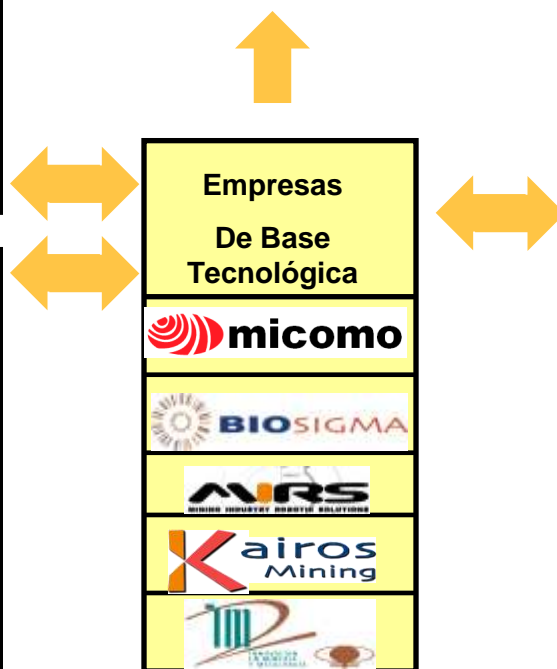 Empresas
De Base
Tecnológica
micomo
BIOSIGMA
MIRS
MINING INDUSTRY ROBOTIC SOLUTIONS
Kairos
Mining